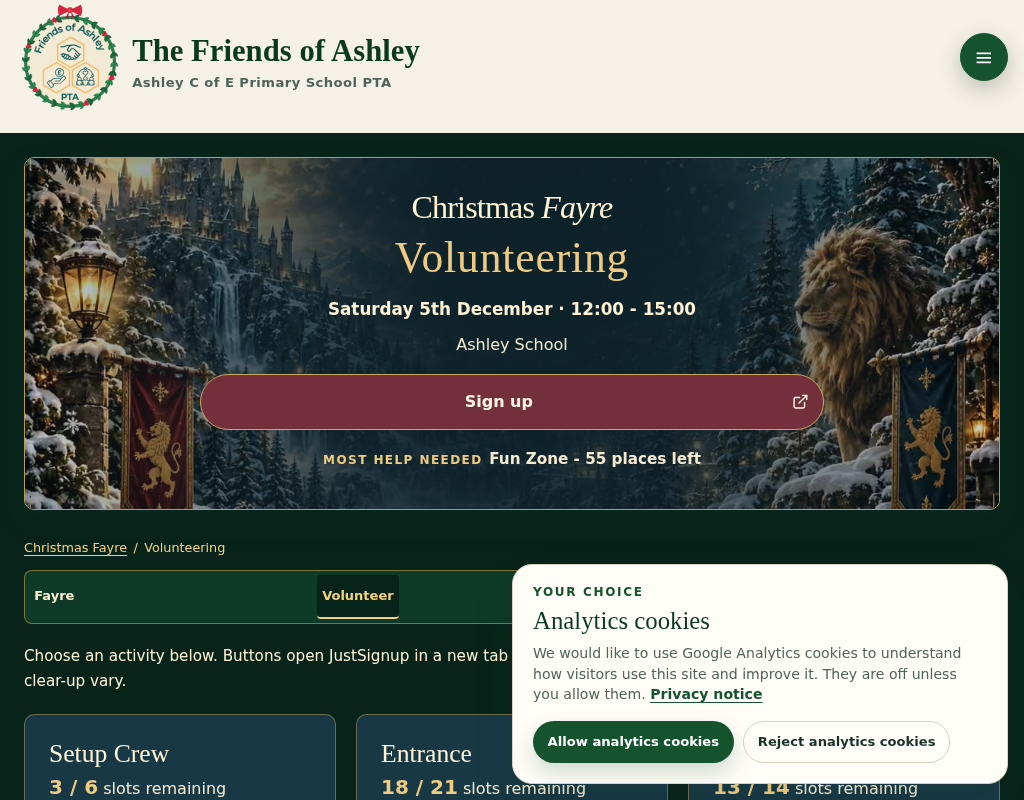 Friends of Ashley
PTA
The Friends of Ashley
Ashley C of E Primary School PTA
Christmas Fayre
Volunteering
Saturday 5th December · 12:00 - 15:00
Ashley School
Sign up
MOST HELP NEEDED Fun Zone - 55 places left
Christmas Fayre / Volunteering
Fayre
Volunteer
Choose an activity below. Buttons open JustSignup in a new tab
clear-up vary.
Setup Crew
3 / 6 slots remaining
Entrance
18 / 21 slots remaining
13 / 14 slots remaining
YOUR CHOICE
Analytics cookies
We would like to use Google Analytics cookies to understand
how visitors use this site and improve it. They are off unless
you allow them. Privacy notice
Allow analytics cookies
Reject analytics cookies